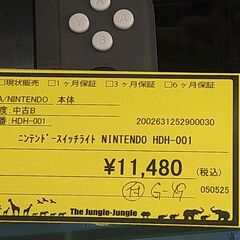 X
Y
A
B
□現状販売 □1ヶ月保証 □3ヶ月保証 □6ヶ月保証
A/NINTENDO 本体
度:中古B
番:HDH-001 2002631252900030
ニンテンドースイッチライト NINTENDO HDH-001
¥11,480 (税込)
付 G-
050525
The Jungle-Jungle